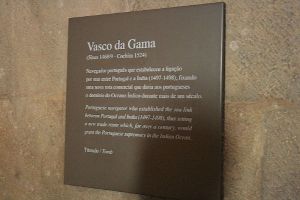 Vasco da Gama
(Sines 1468/9 - Cochim 1524)
Navegador português que estabeleceu a ligação
por mar entre Portugal e a Índia (1497-1498), fixando
uma nova rota comercial que daria aos portugueses
o domínio do Oceano Índico durante mais de um século.
Portuguese navigator who established the sea link
between Portugal and India (1497-1498), thus setting
a new trade route which, for over a century, would
grant the Portuguese supremacy in the Indian Ocean.
Túmulo / Tomb